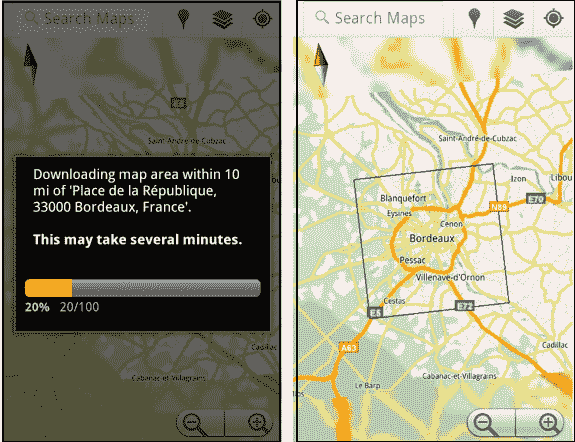 Search Maps
E70
Saint-André-de-Cubzac
Downloading map area within 10
mi of 'Place de la République,
33000 Bordeaux, France'.
This may take several minutes.
20% 20/100
Cadillac
Cabanac-et-Villagrains
Search Maps
Saint-André-de-Cubzac
Izon
Libou
Blanquefort
E70
Eysines
N89
Cenon
Bordeaux
Pessac
Villenave-d'Ornon
Cestas
E72
E5
A63
Cadillac
Cabanac-et-Villagrains
Le Barp